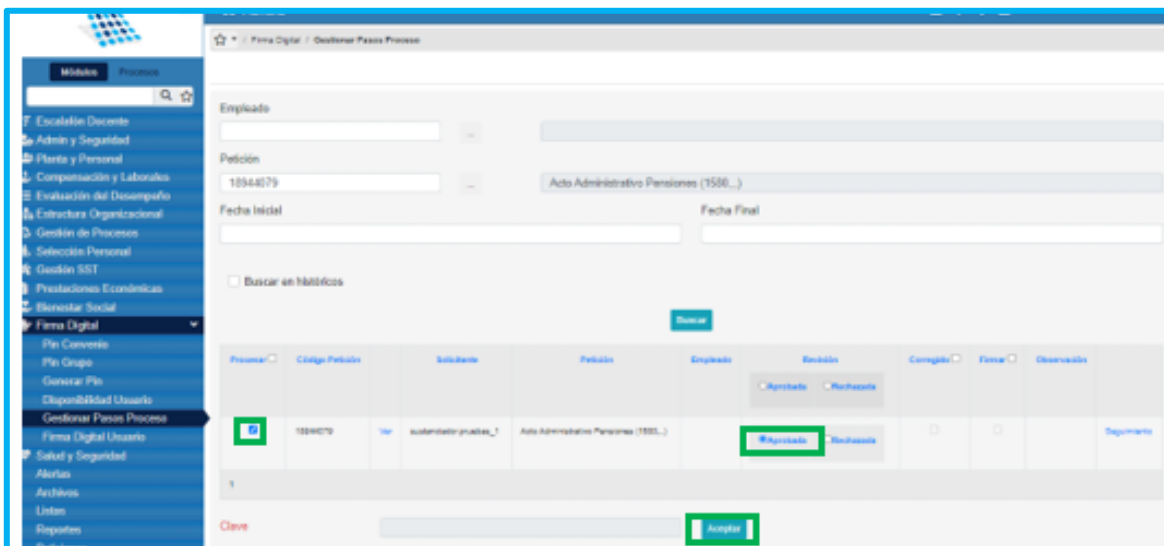 / Firma Digital / Gestionar Pasos Proceso
Módulos Procesos
Escalafón Docente
Admin y Seguridad
Planta y Personal
Compensación y Laborales
Evaluación del Desempeño
Estructura Organizacional
Gestión de Procesos
Selección Personal
Gestión SST
Prestaciones Económicas
Bienestar Social
Firma Digital
Pin Convenio
Pin Grupo
Generar Pin
Disponibilidad Usuario
Gestionar Pasos Proceso
Firma Digital Usuario
Salud y Seguridad
Alertas
Archivos
Listas
Reportes
Empleado
...
Petición
18944079 ... Acto Administrativo Pensiones (1580...)
Fecha Inicial Fecha Final
Buscar en históricos
Buscar
Procesar Código Petición Solicitante Petición Empleado Revisión Corregido Firmar Observación
Aprobada Rechazada
18944079 Ver sustanciador.pruebas_1 Acto Administrativo Pensiones (1580...) Aprobada Rechazada Seguimiento
1
Clave Aceptar